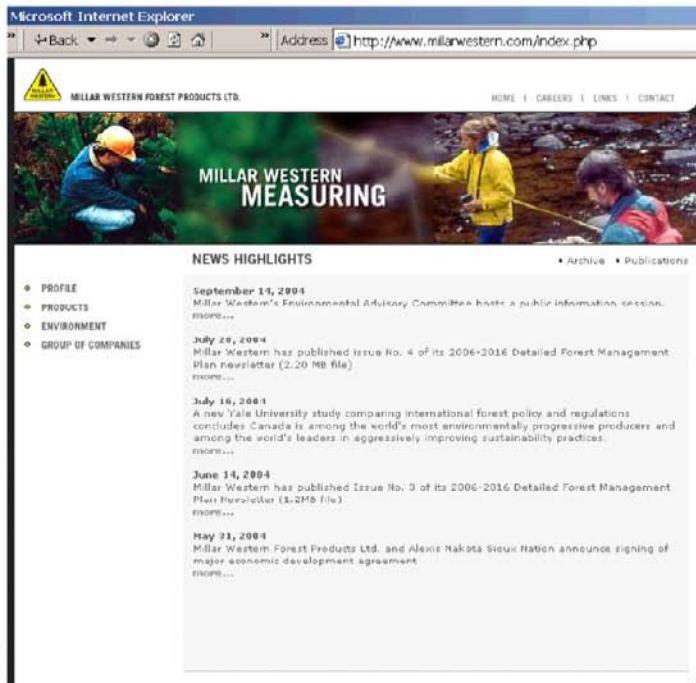 Microsoft Internet Explorer
Back
Address http://www.millarwestern.com/index.php
MILLAR WESTERN
MILLAR WESTERN FOREST PRODUCTS LTD.
HOME | CAREERS | LINKS | CONTACT
MILLAR WESTERN
MEASURING
NEWS HIGHLIGHTS
• Archive • Publications
PROFILE
PRODUCTS
ENVIRONMENT
GROUP OF COMPANIES
September 14, 2004
Millar Western's Environmental Advisory Committee hosts a public information session.
more...
July 28, 2004
Millar Western has published issue No. 4 of its 2006-2016 Detailed Forest Management
Plan newsletter (2.20 MB file)
more...
July 16, 2004
A new Yale University study comparing international forest policy and regulations
concludes Canada is among the world's most environmentally progressive producers and
among the world's leaders in aggressively improving sustainability practices.
more...
June 14, 2004
Millar Western has published Issue No. 3 of its 2006-2016 Detailed Forest Management
Plan Newsletter (1.2MB file)
more...
May 31, 2004
Millar Western Forest Products Ltd. and Alexis Nakota Sioux Nation announce signing of
major economic development agreement
more...